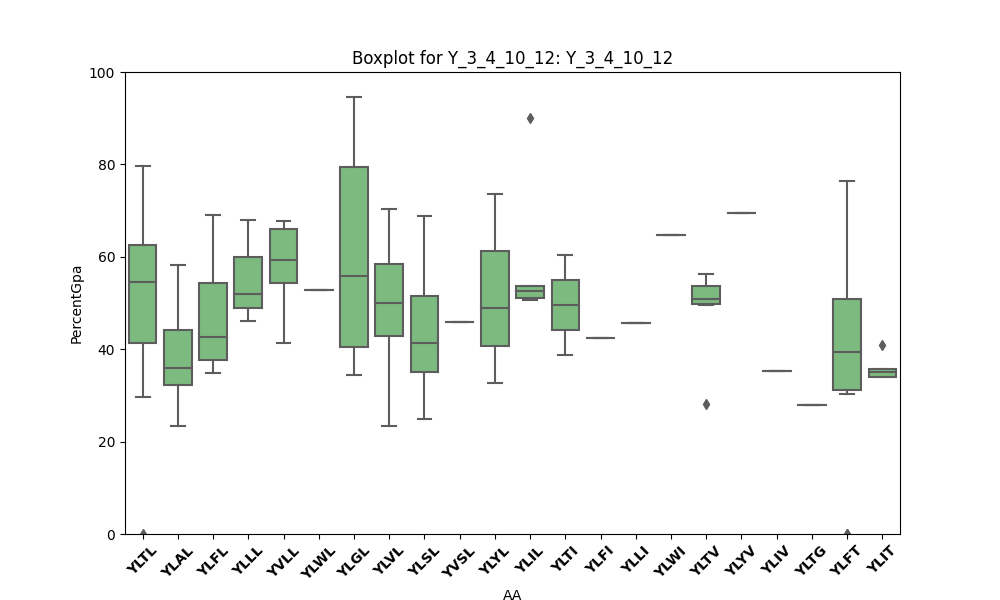 Boxplot for Y_3_4_10_12: Y_3_4_10_12
100
80
60
40
20
0
PercentGpa
YLTL YLAL YLFL YLLL YVLL YLWL YLGL YLVL YLSL YVSL YLYL YLIL YLTI YLFI YLLI YLWI YLTV YLYV YLIV YLTG YLFT YLIT
AA